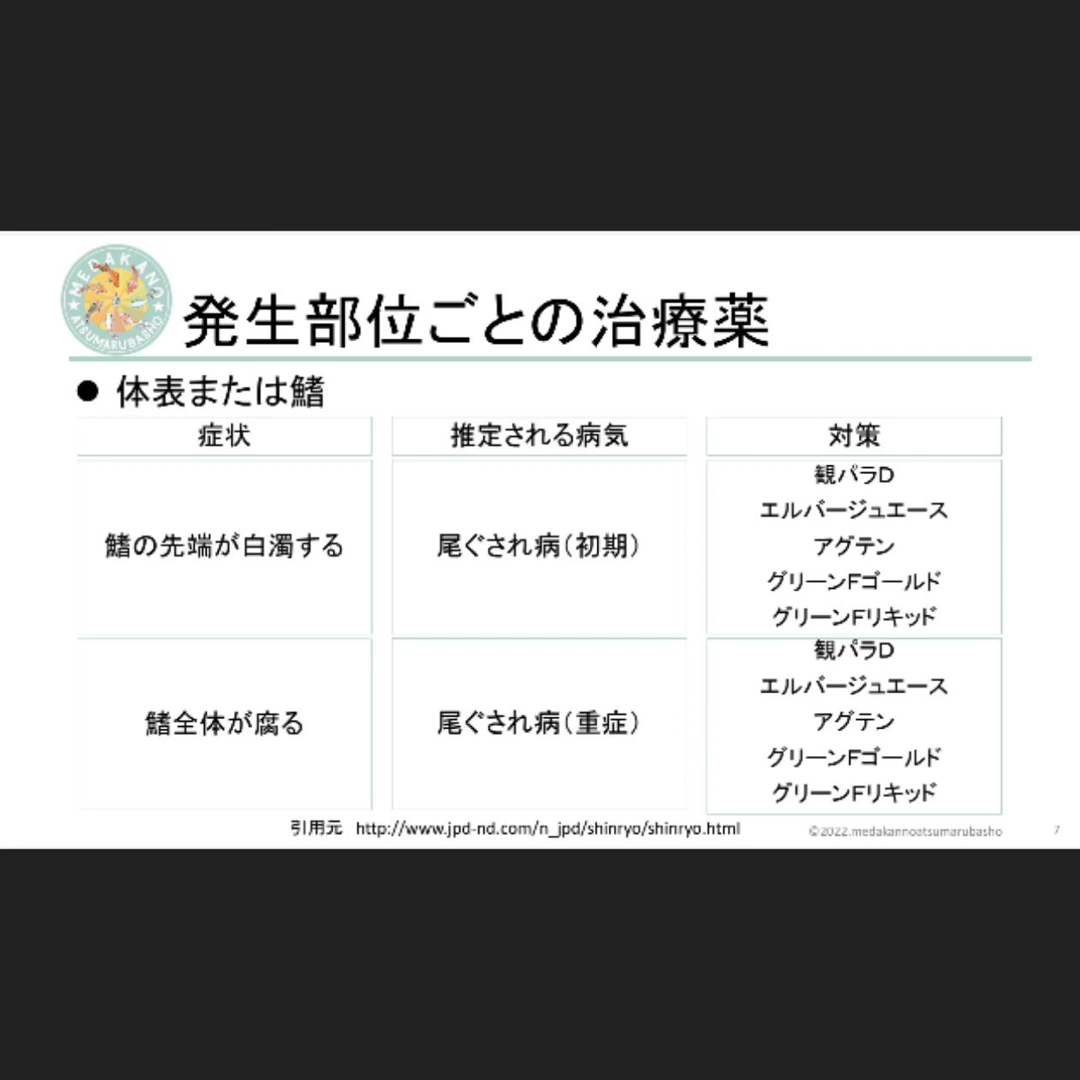 MEDAKANO
ATSUMARUBASHO
発生部位ごとの治療薬
● 体表または鰭
症状 推定される病気 対策
鰭の先端が白濁する 尾ぐされ病（初期）
観パラD
エルバージュエース
アグテン
グリーンFゴールド
グリーンFリキッド
鰭全体が腐る 尾ぐされ病（重症）
観パラD
エルバージュエース
アグテン
グリーンFゴールド
グリーンFリキッド
引用元 http://www.jpd-nd.com/n_jpd/shinryo/shinryo.html
©2022.medakannoatsumarubasho 7